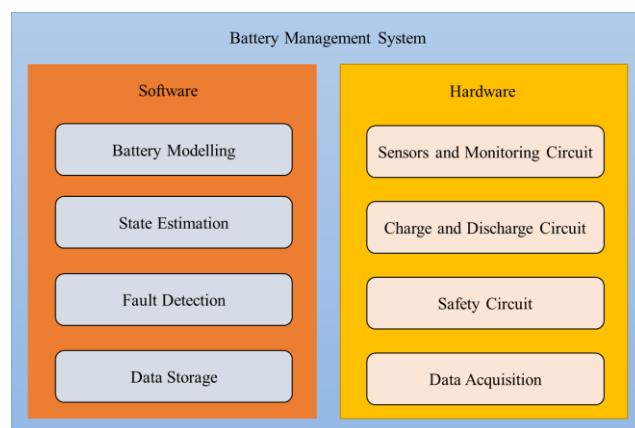 Battery Management System
Software
Battery Modelling
State Estimation
Fault Detection
Data Storage
Hardware
Sensors and Monitoring Circuit
Charge and Discharge Circuit
Safety Circuit
Data Acquisition